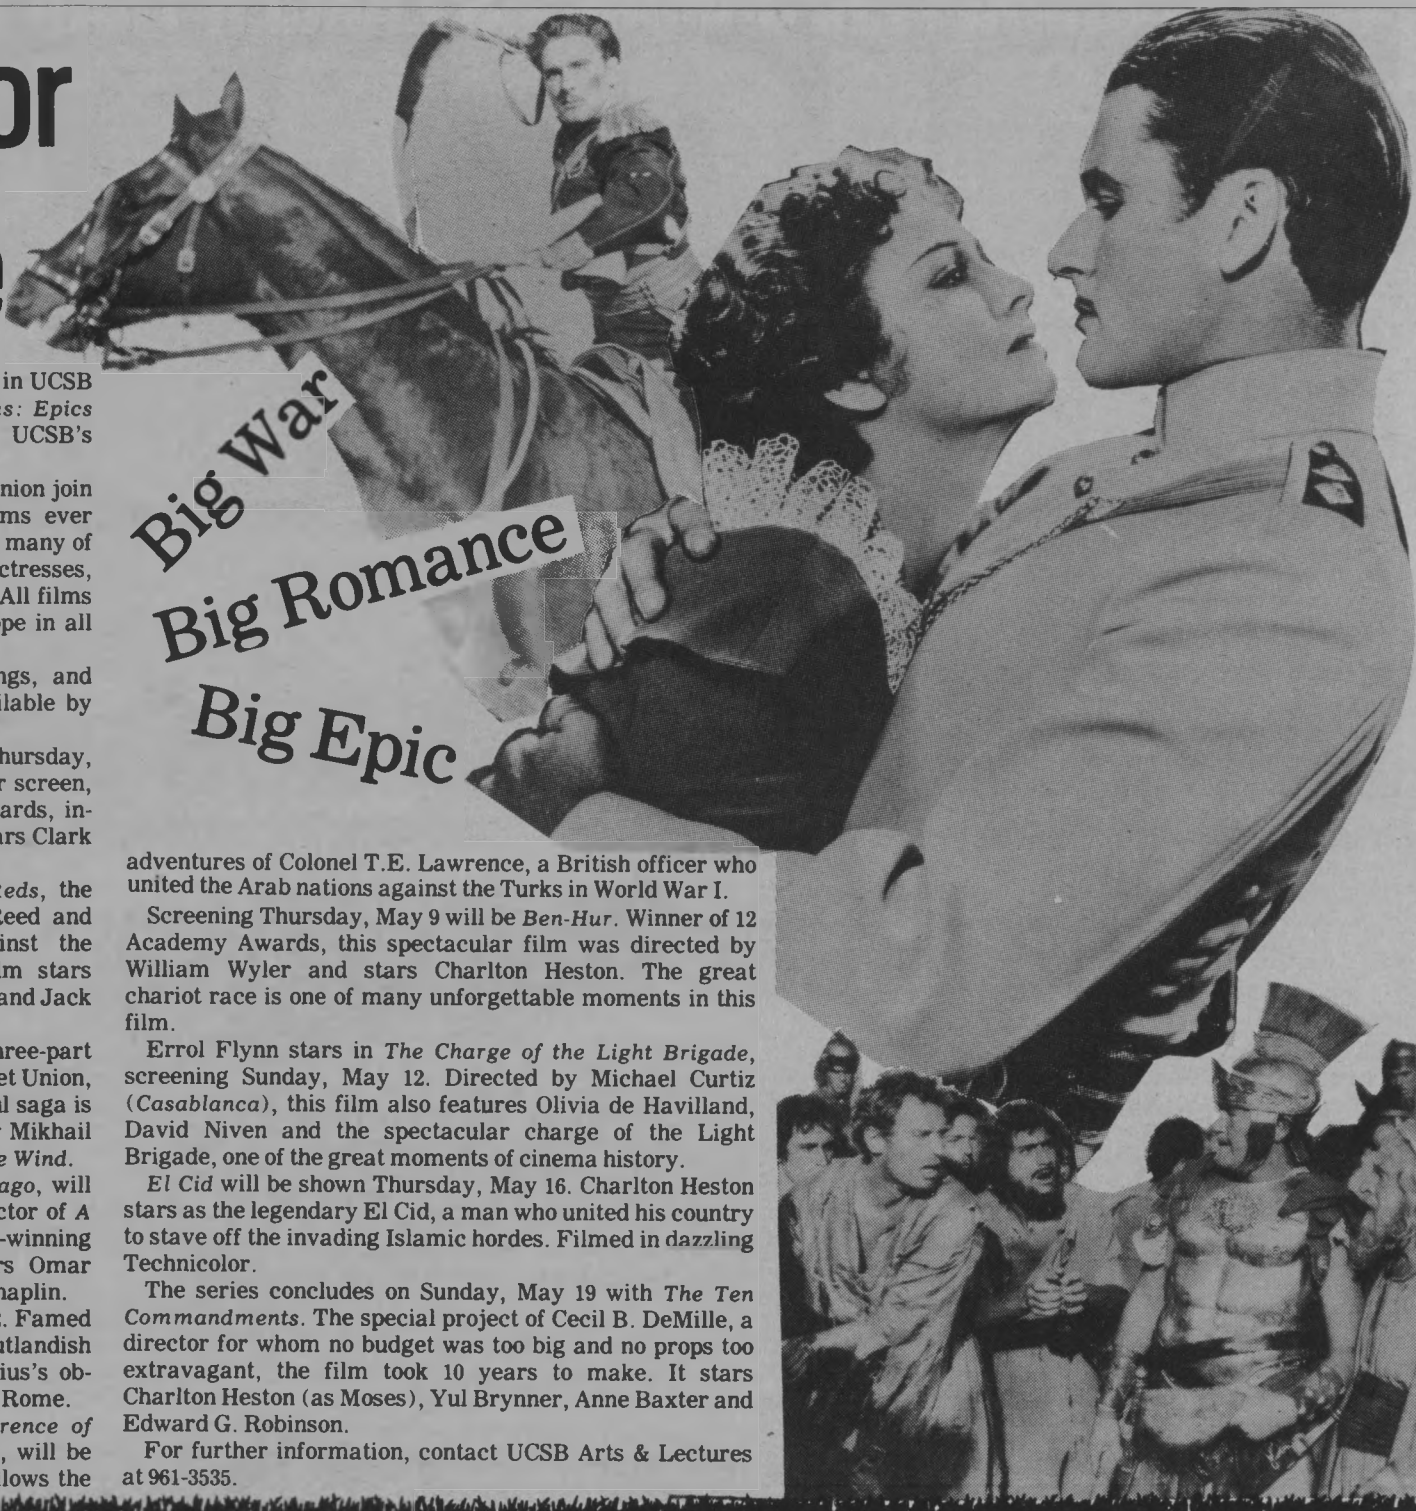 or
e
in UCSB
s: Epics
UCSB's
nion join
ms ever
many of
ctresses,
All films
pe in all
ngs, and
ilable by
hursday,
r screen,
ards, in-
ars Clark
eds, the
Reed and
inst the
lm stars
and Jack
hree-part
et Union,
al saga is
Mikhail
e Wind.
ago, will
ctor of A
-winning
rs Omar
haplin.
. Famed
utlandish
ius's ob-
Rome.
rence of
, will be
llows the
Big War
Big Romance
Big Epic
adventures of Colonel T.E. Lawrence, a British officer who
united the Arab nations against the Turks in World War I.
Screening Thursday, May 9 will be Ben-Hur. Winner of 12
Academy Awards, this spectacular film was directed by
William Wyler and stars Charlton Heston. The great
chariot race is one of many unforgettable moments in this
film.
Errol Flynn stars in The Charge of the Light Brigade,
screening Sunday, May 12. Directed by Michael Curtiz
(Casablanca), this film also features Olivia de Havilland,
David Niven and the spectacular charge of the Light
Brigade, one of the great moments of cinema history.
El Cid will be shown Thursday, May 16. Charlton Heston
stars as the legendary El Cid, a man who united his country
to stave off the invading Islamic hordes. Filmed in dazzling
Technicolor.
The series concludes on Sunday, May 19 with The Ten
Commandments. The special project of Cecil B. DeMille, a
director for whom no budget was too big and no props too
extravagant, the film took 10 years to make. It stars
Charlton Heston (as Moses), Yul Brynner, Anne Baxter and
Edward G. Robinson.
For further information, contact UCSB Arts & Lectures
at 961-3535.